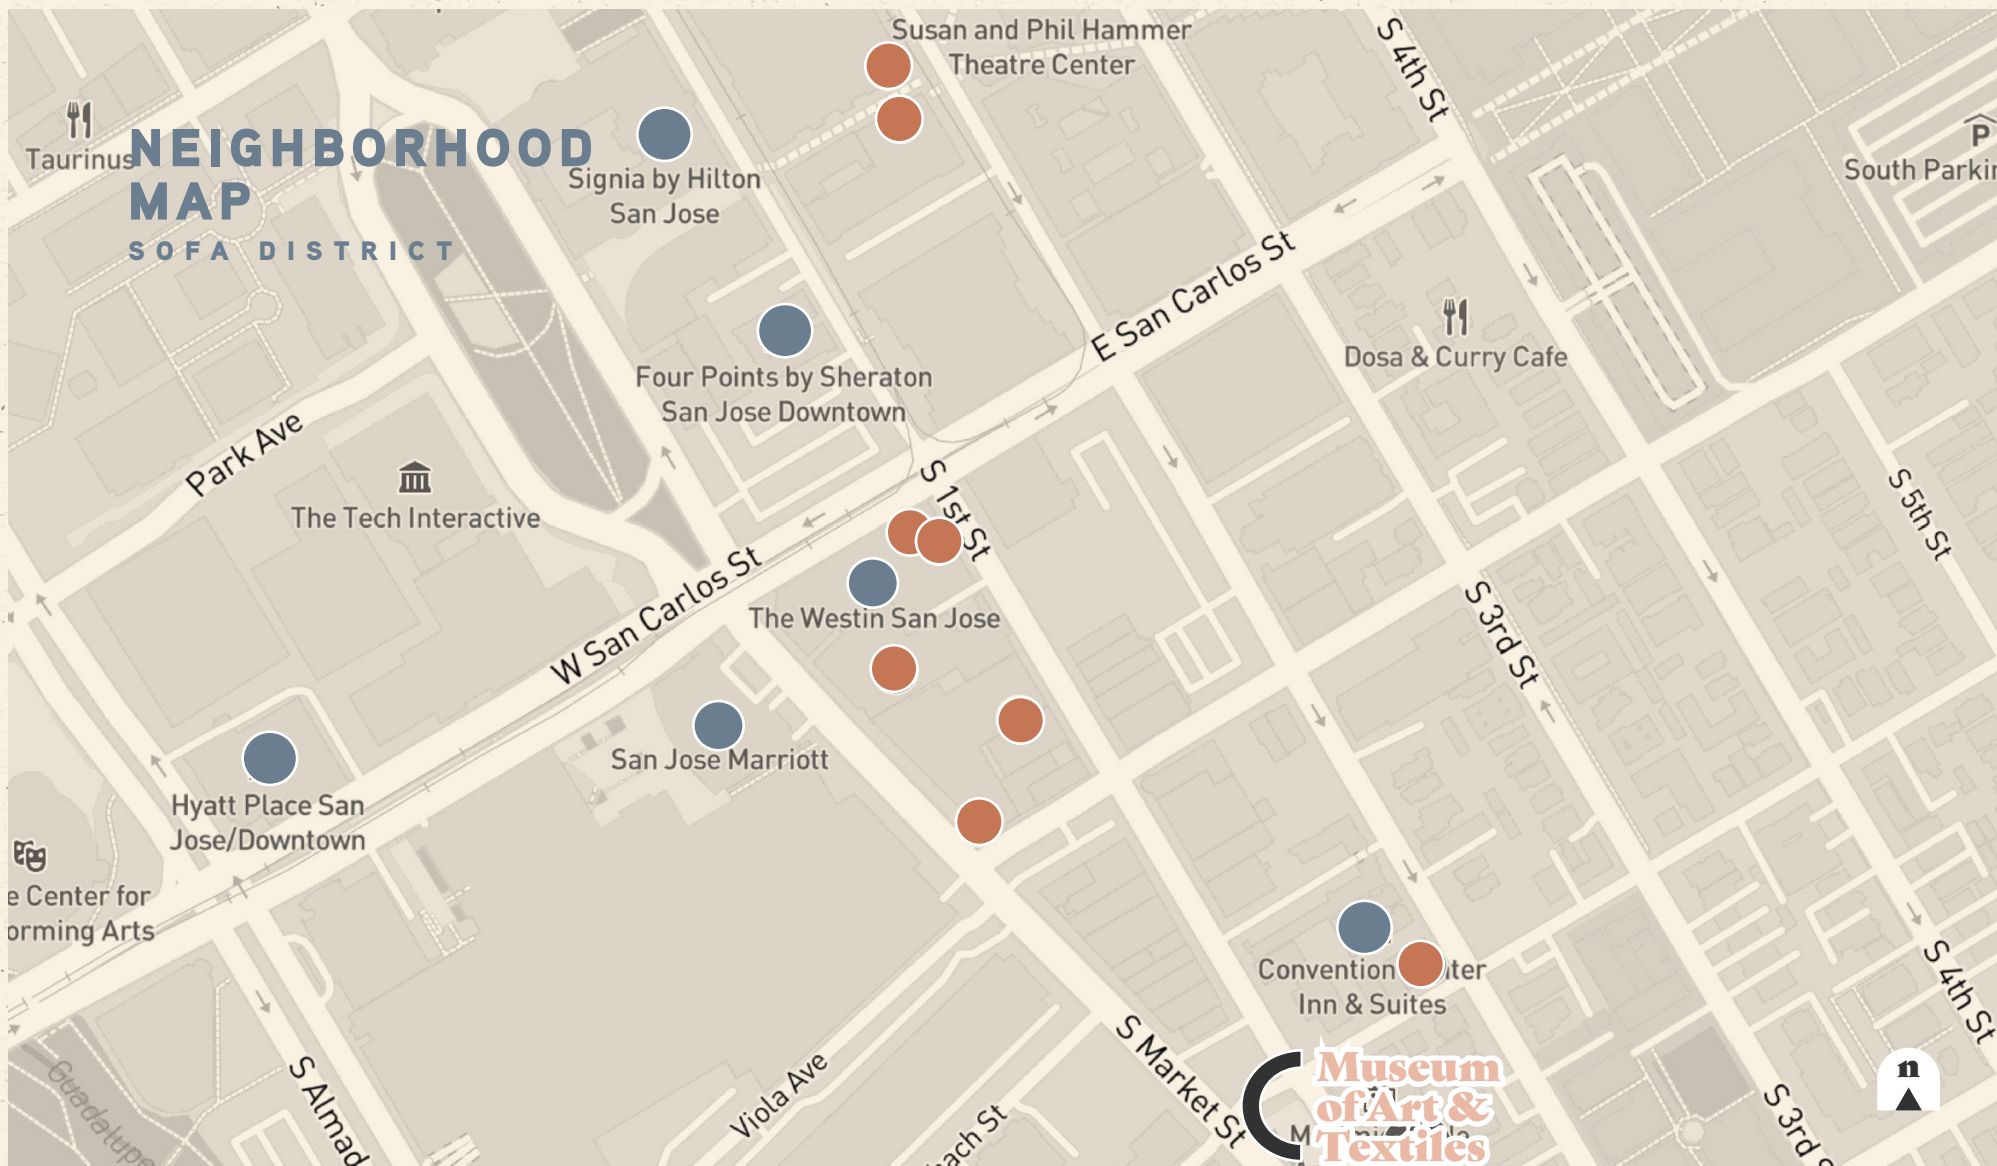 Susan and Phil Hammer
Theatre Center
S 4th St
Taurinus
NEIGHBORHOOD
MAP
SOFA DISTRICT
Signia by Hilton
San Jose
P
South Parkin
E San Carlos St
Four Points by Sheraton
San Jose Downtown
Dosa & Curry Cafe
Park Ave
The Tech Interactive
S 1st St
S 5th St
W San Carlos St
The Westin San Jose
S 3rd St
San Jose Marriott
Hyatt Place San
Jose/Downtown
e Center for
orming Arts
Convention
ter
Inn & Suites
S 4th St
S Almad
Guadalupe
Viola Ave
bach St
S Market St
Museum
of Art &
Textiles
S 3rd S
n